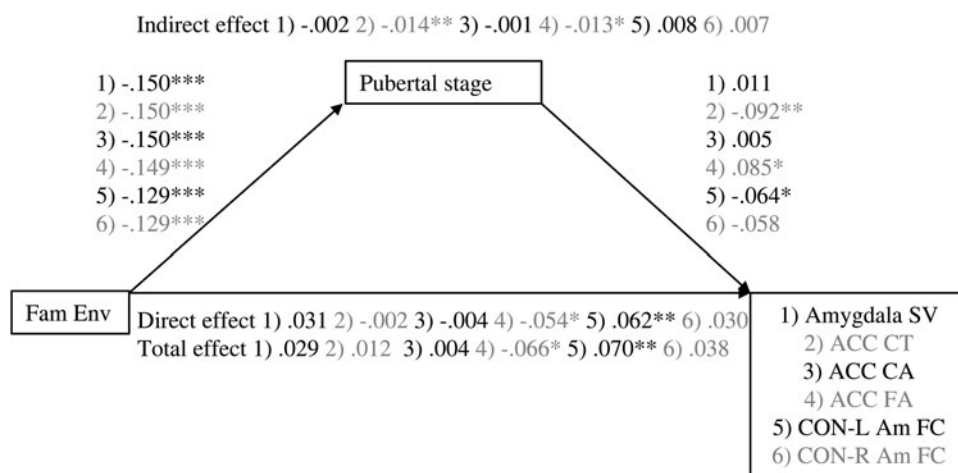 Indirect effect 1) -.002 2) -.014** 3) -.001 4) -.013* 5) .008 6) .007
Pubertal stage
1) -.150***
2) -.150***
3) -.150***
4) -.149***
5) -.129***
6) -.129***
1) .011
2) -.092**
3) .005
4) .085*
5) -.064*
6) -.058
Fam Env
Direct effect 1) .031 2) -.002 3) -.004 4) -.054* 5) .062** 6) .030
Total effect 1) .029 2) .012 3) .004 4) -.066* 5) .070** 6) .038
1) Amygdala SV
2) ACC CT
3) ACC CA
4) ACC FA
5) CON-L Am FC
6) CON-R Am FC